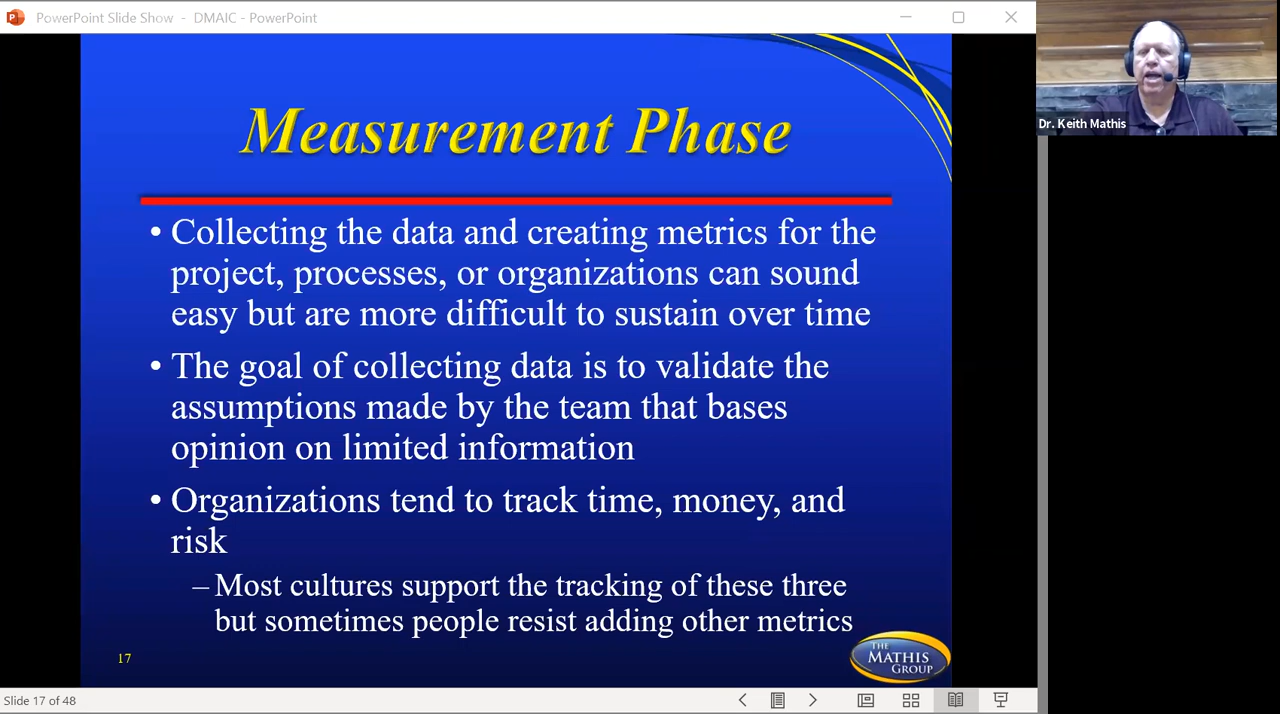 PowerPoint Slide Show - DMAIC - PowerPoint
Dr. Keith Mathis
Measurement Phase
• Collecting the data and creating metrics for the
project, processes, or organizations can sound
easy but are more difficult to sustain over time
• The goal of collecting data is to validate the
assumptions made by the team that bases
opinion on limited information
• Organizations tend to track time, money, and
risk
– Most cultures support the tracking of these three
but sometimes people resist adding other metrics
17
THE
MATHIS
GROUP
Slide 17 of 48